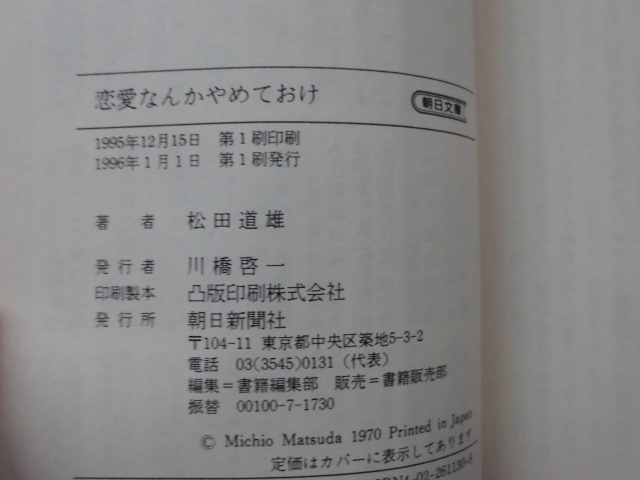 恋愛なんかやめておけ
朝日文庫
1995年12月15日 第1刷印刷
1996年1月1日 第1刷発行
著者 松田道雄
発行者 川橋啓一
印刷製本 凸版印刷株式会社
発行所 朝日新聞社
〒104-11 東京都中央区築地5-3-2
電話 03(3545)0131(代表)
編集=書籍編集部 販売=書籍販売部
振替 00100-7-1730
© Michio Matsuda 1970 Printed in Japan
定価はカバーに表示してあります
02-261130-8